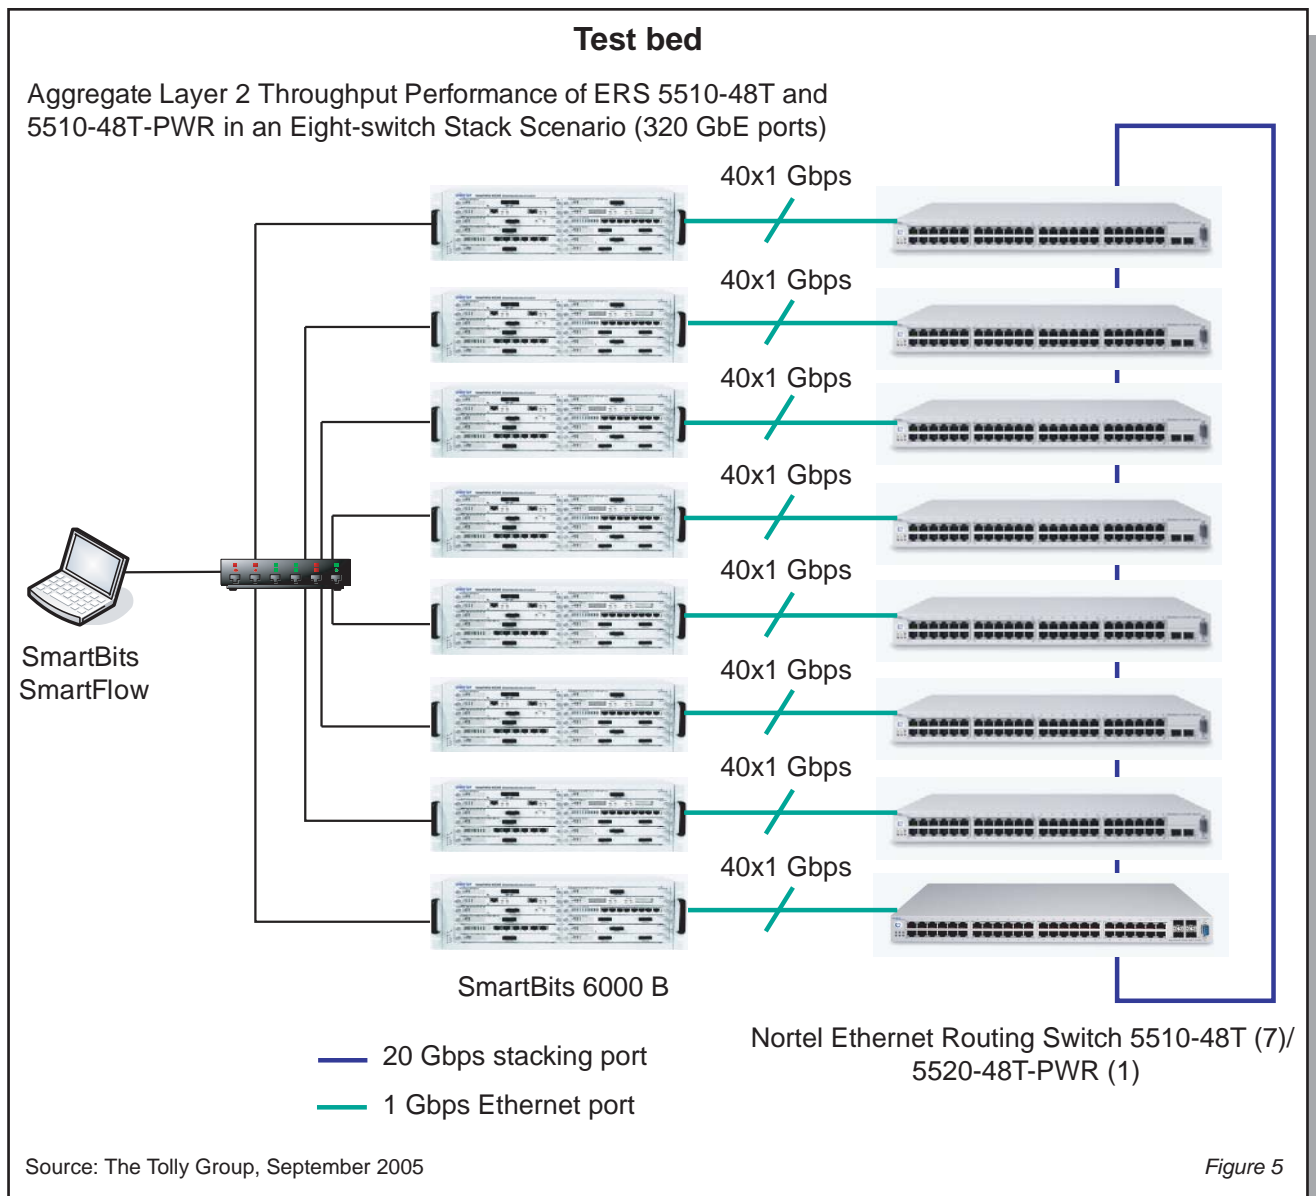 Test bed
Aggregate Layer 2 Throughput Performance of ERS 5510-48T and
5510-48T-PWR in an Eight-switch Stack Scenario (320 GbE ports)
40x1 Gbps
40x1 Gbps
40x1 Gbps
40x1 Gbps
40x1 Gbps
40x1 Gbps
40x1 Gbps
40x1 Gbps
SmartBits
SmartFlow
SmartBits 6000 B
Nortel Ethernet Routing Switch 5510-48T (7)/
5520-48T-PWR (1)
20 Gbps stacking port
1 Gbps Ethernet port
Source: The Tolly Group, September 2005
Figure 5